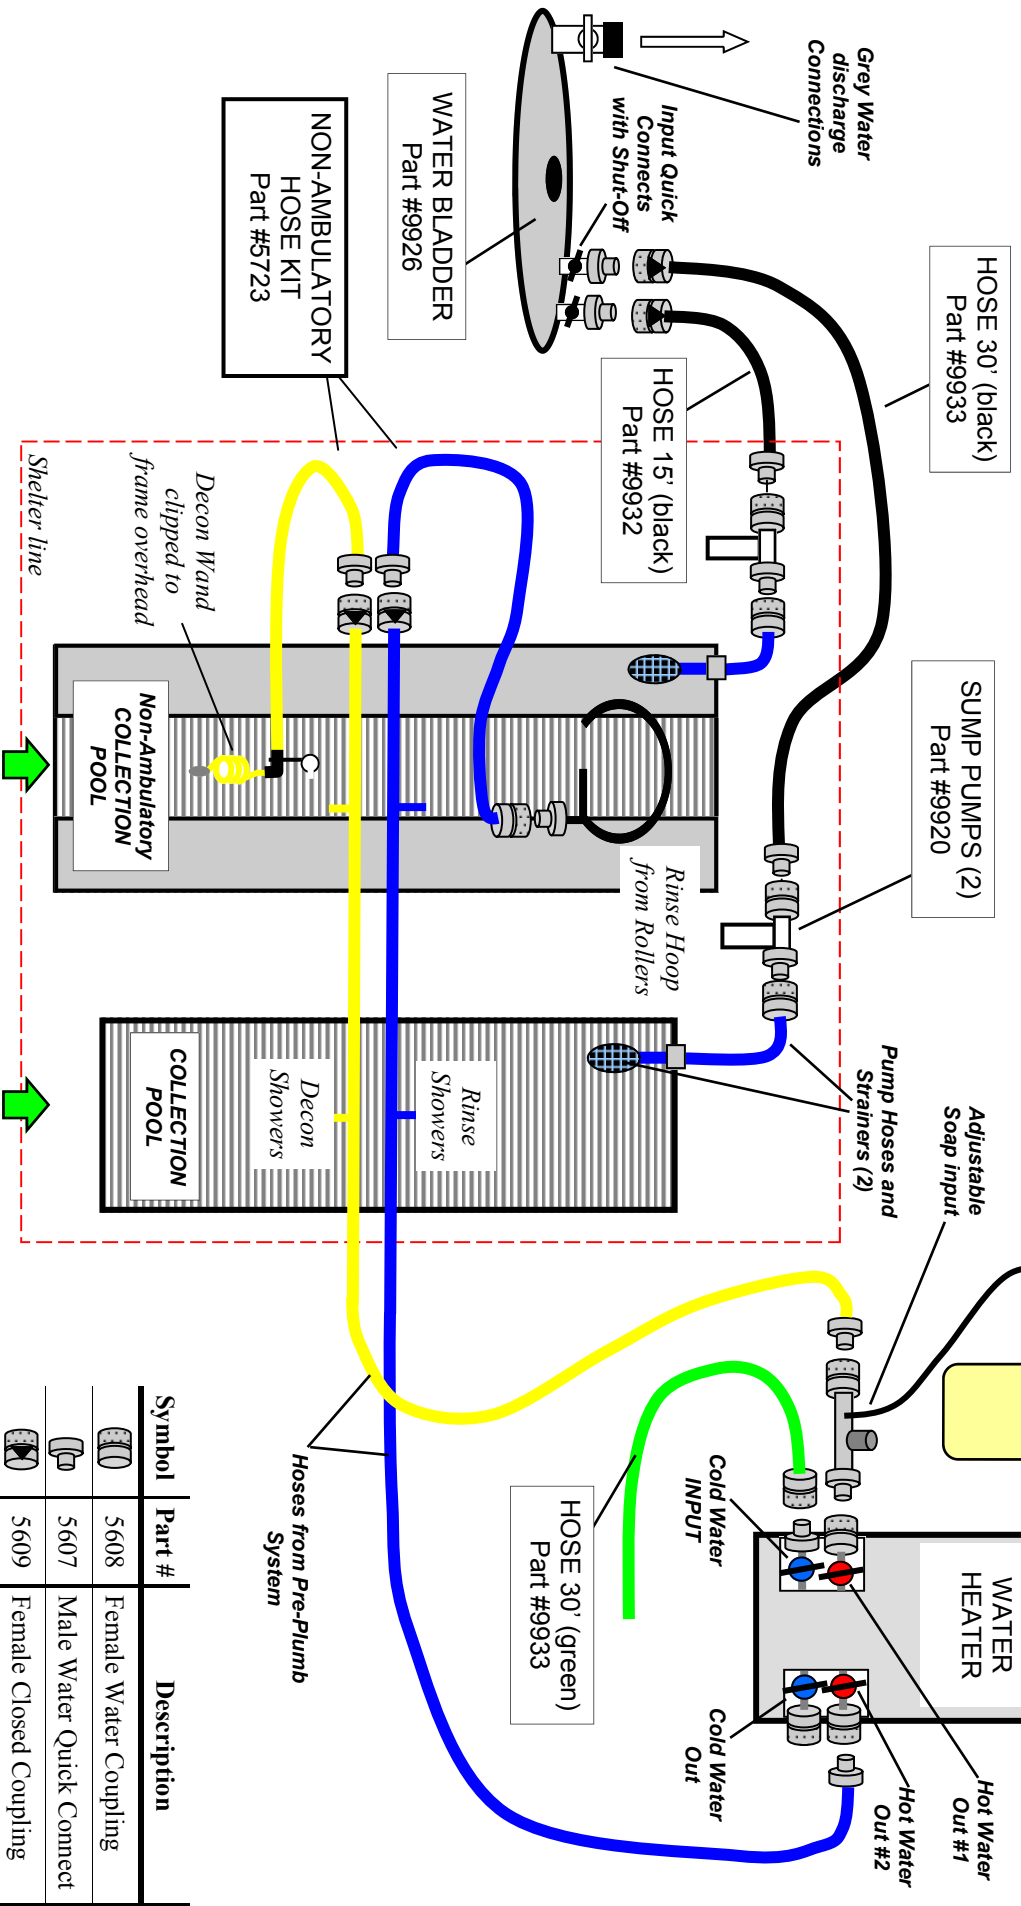 Grey Water
discharge
Connections
HOSE 30’ (black)
Part #9933
Input Quick
Connects
with Shut-Off
WATER BLADDER
Part #9926
NON-AMBULATORY
HOSE KIT
Part #5723
HOSE 15’ (black)
Part #9932
SUMP PUMPS (2)
Part #9920
Shelter line
Decon Wand
clipped to
frame overhead
Non-Ambulatory
COLLECTION
POOL
Rinse Hoop
from Rollers
Pump Hoses and
Strainers (2)
Adjustable
Soap input
Rinse
Showers
Decon
Showers
COLLECTION
POOL
Hoses from Pre-Plumb
System
HOSE 30’ (green)
Part #9933
Cold Water
INPUT
WATER
HEATER
Cold Water
Out
Hot Water
Out #1
Hot Water
Out #2
Symbol Part # Description
5608 Female Water Coupling
5607 Male Water Quick Connect
5609 Female Closed Coupling